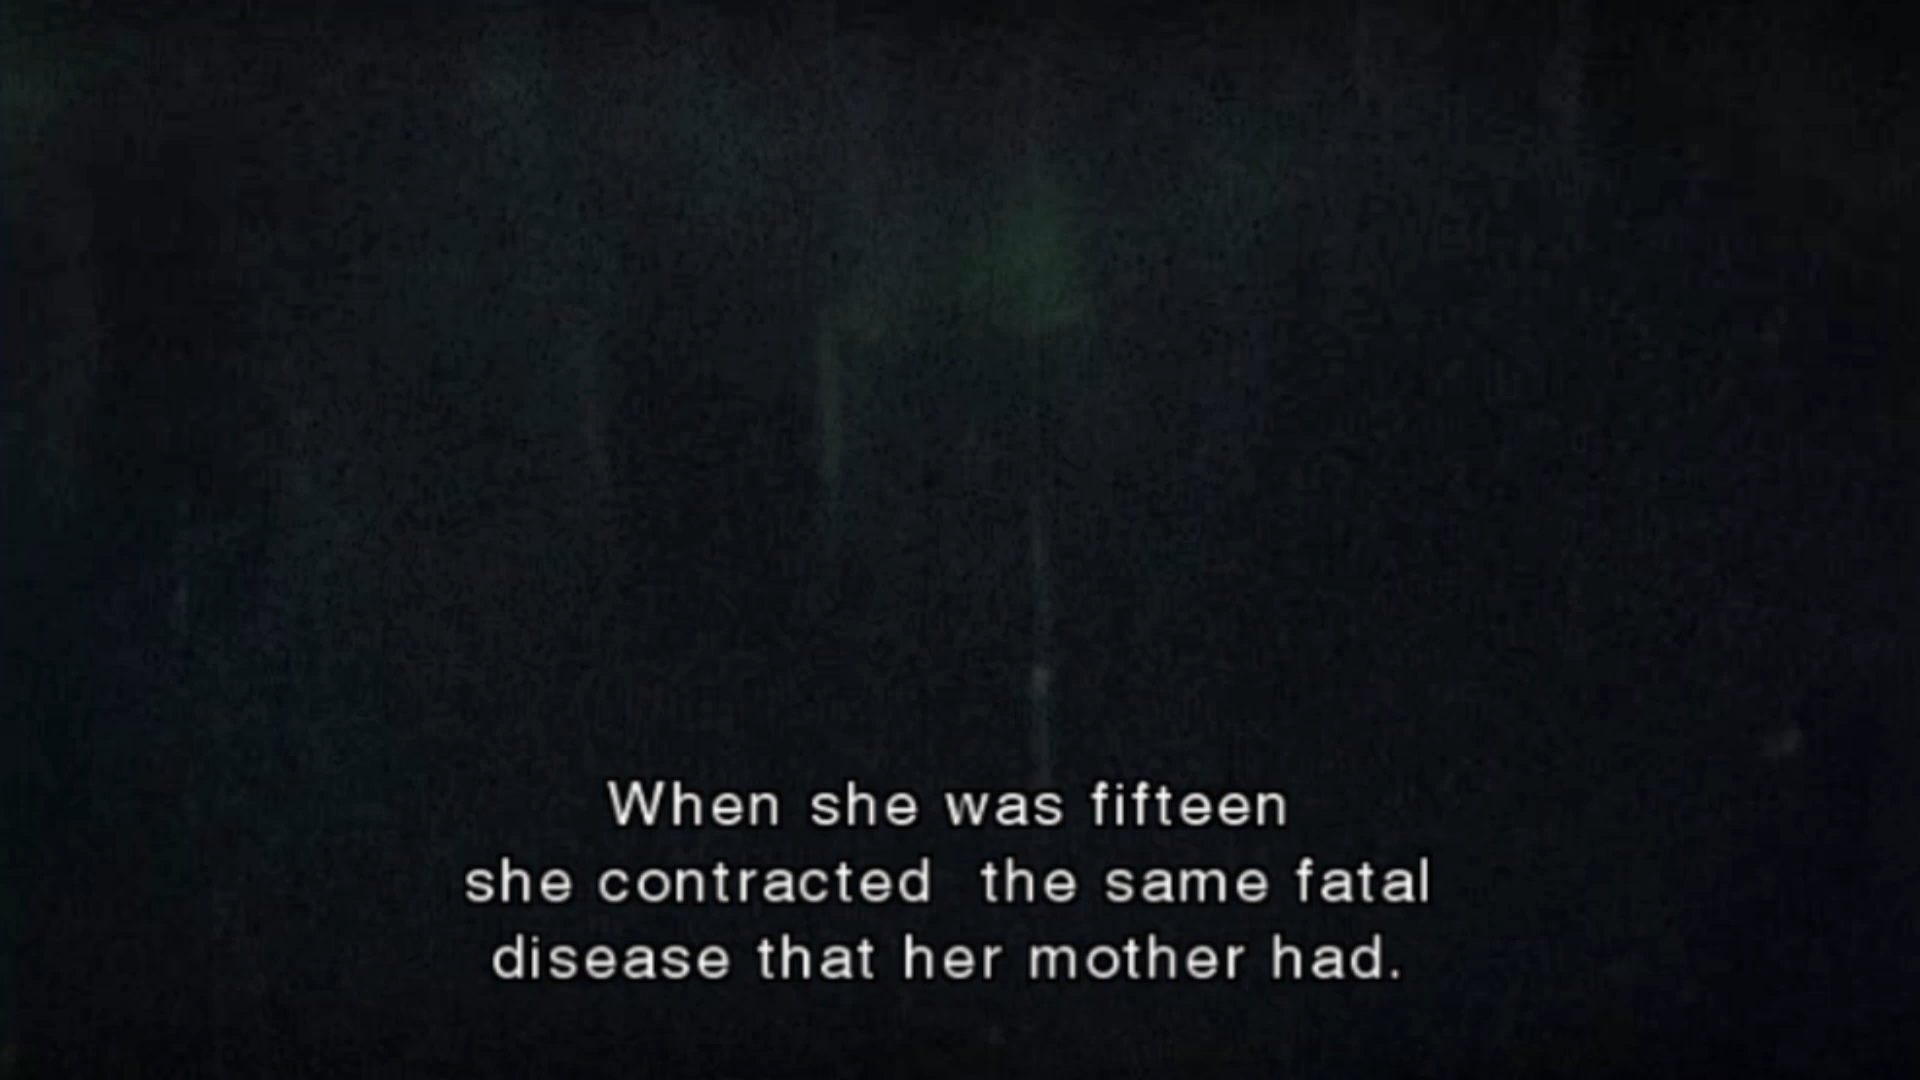 When she was fifteen
she contracted  the same fatal
disease that her mother had.